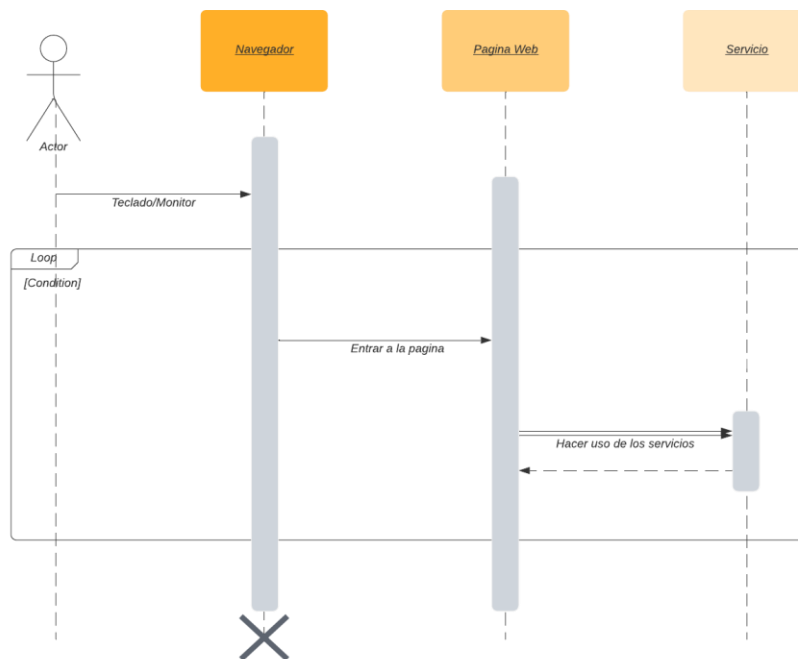 Navegador
Pagina Web
Servicio
Actor
Teclado/Monitor
Loop
[Condition]
Entrar a la pagina
Hacer uso de los servicios